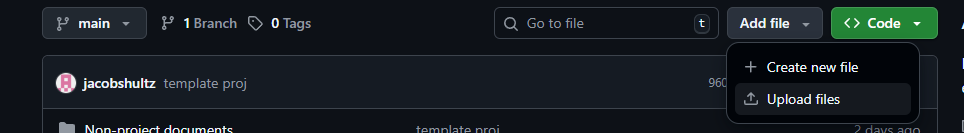 main
1 Branch
0 Tags
Go to file
t
Add file
Code
jacobshultz template proj
960
Create new file
Upload files
Non-project documents
template proj
2 days ago